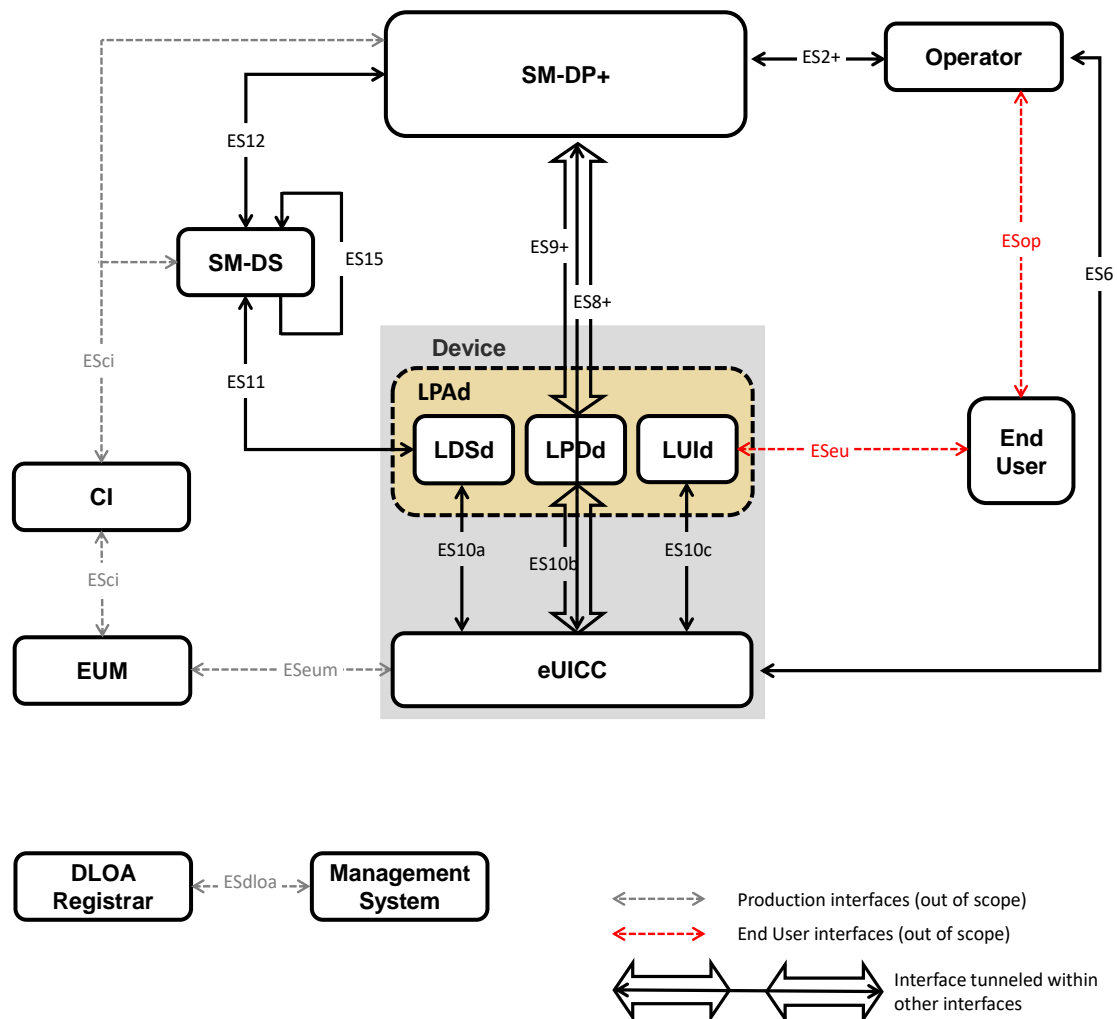 SM-DP+
ES2+
Operator
ES12
ES9+
ESop
SM-DS
ES15
ES6
ES8+
Device
ESci
ES11
LPAd
LDSd
LPDd
LUId
ESeu
End
User
CI
ES10a
ES10b
ES10c
ESci
EUM
ESeum
eUICC
DLOA
Registrar
ESdloa
Management
System
Production interfaces (out of scope)
End User interfaces (out of scope)
Interface tunneled within
other interfaces